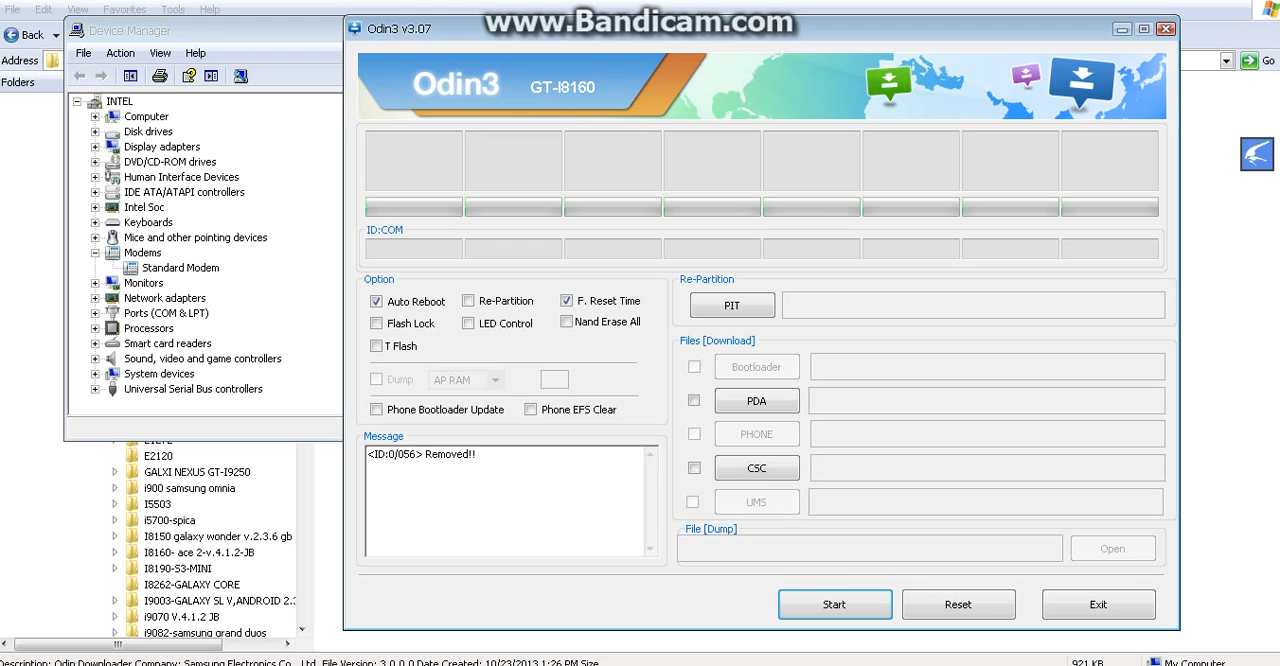 File Edit View Favorites Tools Help
www.Bandicam.com
Back
Address
Go
Folders
Device Manager
File Action View Help
INTEL
Computer
Disk drives
Display adapters
DVD/CD-ROM drives
Human Interface Devices
IDE ATA/ATAPI controllers
Intel Soc
Keyboards
Mice and other pointing devices
Modems
Standard Modem
Monitors
Network adapters
Ports (COM & LPT)
Processors
Smart card readers
Sound, video and game controllers
System devices
Universal Serial Bus controllers
E2120
GALXI NEXUS GT-I9250
i900 samsung omnia
I5503
i5700-spica
I8150 galaxy wonder v.2.3.6 gb
I8160- ace 2-v.4.1.2-JB
I8190-S3-MINI
I8262-GALAXY CORE
I9003-GALAXY SL V,ANDROID 2.3
i9070 V.4.1.2 JB
i9082-samsung grand duos
Odin3 v3.07
Odin3 GT-I8160
ID:COM
Option
Auto Reboot Re-Partition F. Reset Time
Flash Lock LED Control Nand Erase All
T Flash
Dump AP RAM
Phone Bootloader Update Phone EFS Clear
Message
<ID:0/056> Removed!!
Re-Partition
PIT
Files [Download]
Bootloader
PDA
PHONE
CSC
UMS
File [Dump]
Open
Start Reset Exit
Description: Odin Downloader Company: Samsung Electronics Co., Ltd. File Version: 3.0.0.0 Date Created: 10/23/2013 1:26 PM Size
921 KB
My Computer